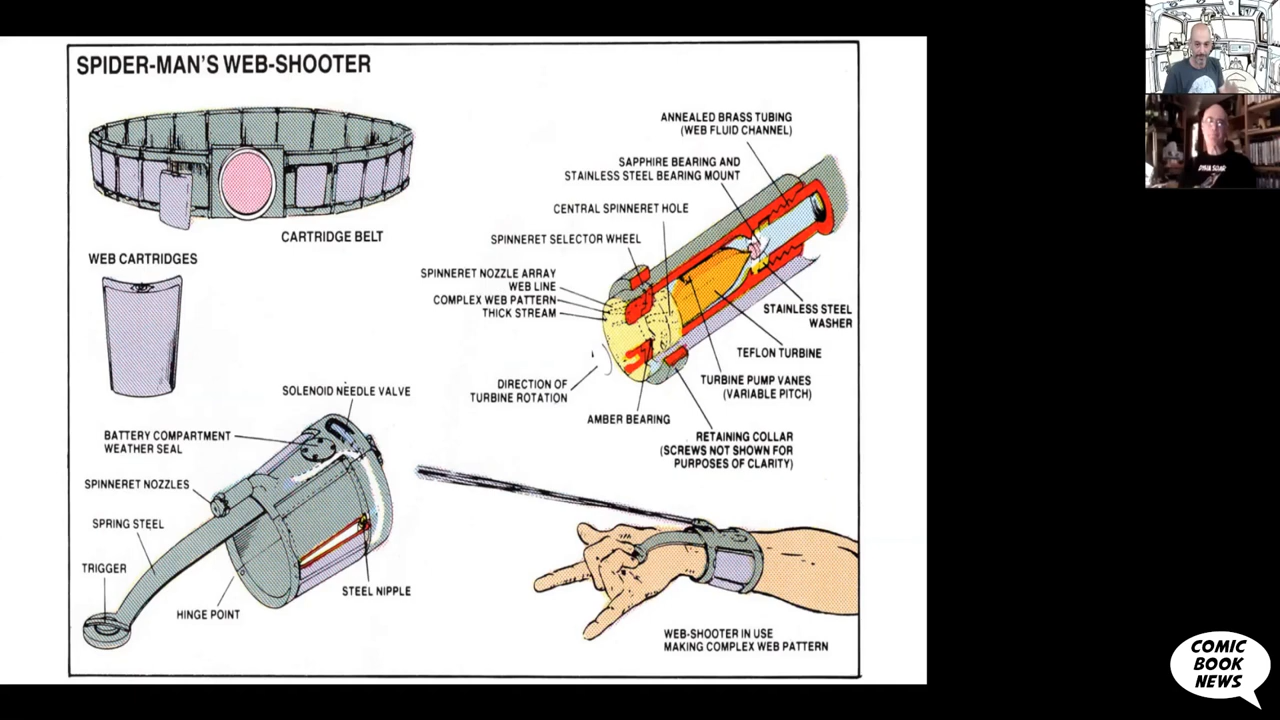 SPIDER-MAN'S WEB-SHOOTER
CARTRIDGE BELT
WEB CARTRIDGES
ANNEALED BRASS TUBING
(WEB FLUID CHANNEL)
SAPPHIRE BEARING AND
STAINLESS STEEL BEARING MOUNT
CENTRAL SPINNERET HOLE
SPINNERET SELECTOR WHEEL
SPINNERET NOZZLE ARRAY
WEB LINE
COMPLEX WEB PATTERN
THICK STREAM
STAINLESS STEEL
WASHER
TEFLON TURBINE
TURBINE PUMP VANES
(VARIABLE PITCH)
DIRECTION OF
TURBINE ROTATION
AMBER BEARING
RETAINING COLLAR
(SCREWS NOT SHOWN FOR
PURPOSES OF CLARITY)
SOLENOID NEEDLE VALVE
BATTERY COMPARTMENT
WEATHER SEAL
SPINNERET NOZZLES
SPRING STEEL
TRIGGER
HINGE POINT
STEEL NIPPLE
WEB-SHOOTER IN USE
MAKING COMPLEX WEB PATTERN
COMIC
BOOK
NEWS